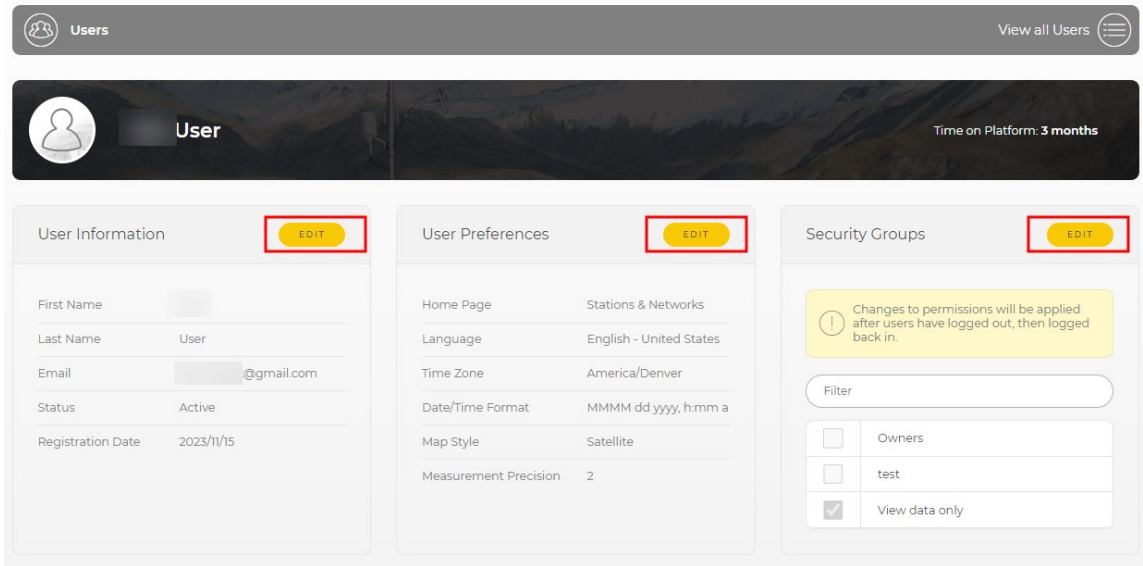 Users
View all Users
User
Time on Platform: 3 months
User Information
EDIT
First Name
Last Name User
Email @gmail.com
Status Active
Registration Date 2023/11/15
User Preferences
EDIT
Home Page Stations & Networks
Language English - United States
Time Zone America/Denver
Date/Time Format MMMM dd yyyy, h:mm a
Map Style Satellite
Measurement Precision 2
Security Groups
EDIT
Changes to permissions will be applied
after users have logged out, then logged
back in.
Filter
Owners
test
View data only